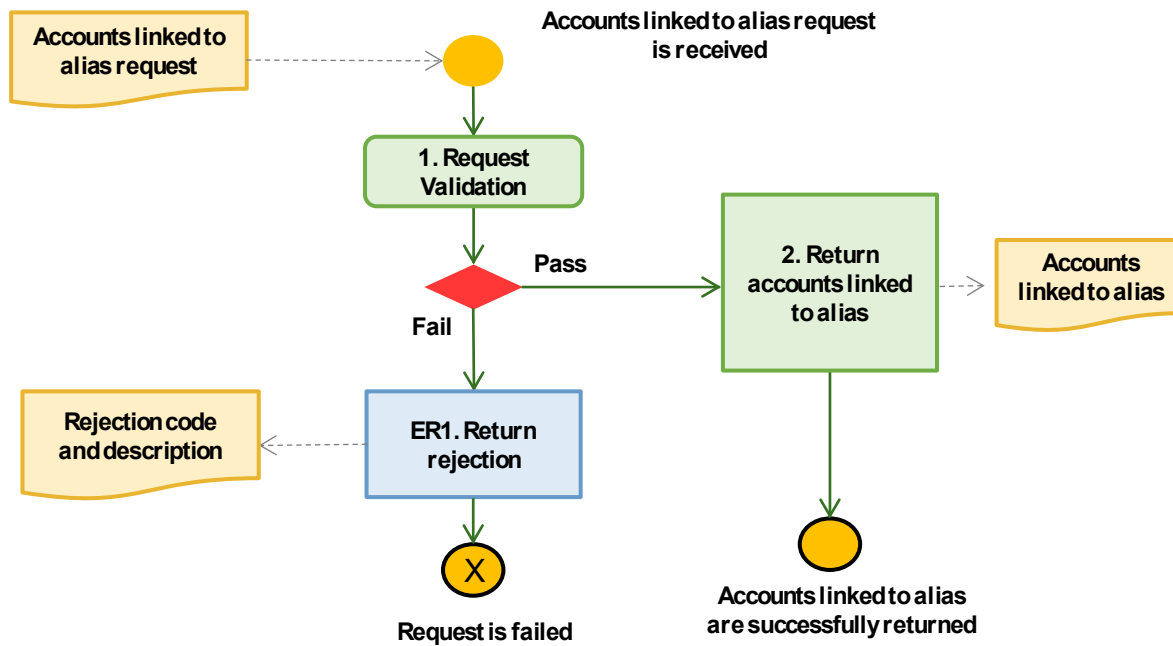 Accounts linked to
alias request
Accounts linked to alias request
is received
1. Request
Validation
Pass
Fail
2. Return
accounts linked
to alias
Accounts
linked to alias
Rejection code
and description
ER1. Return
rejection
X
Request is failed
Accounts linked to alias
are successfully returned